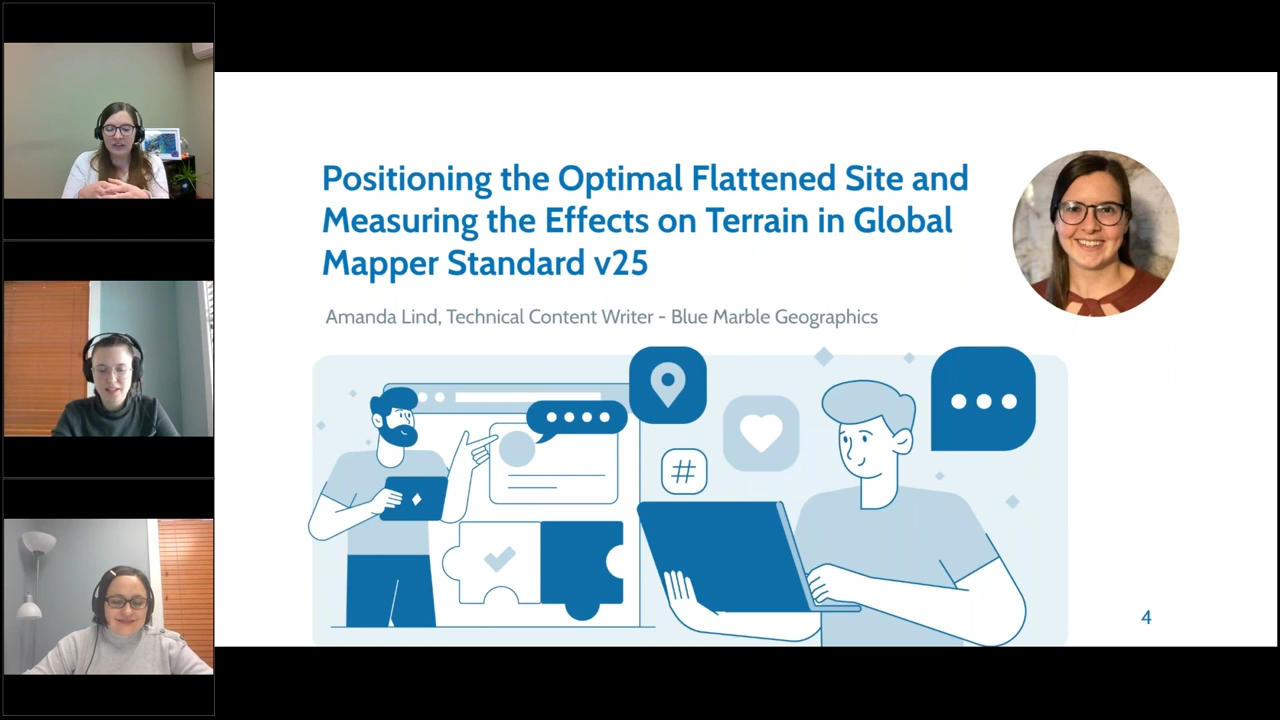 Positioning the Optimal Flattened Site and
Measuring the Effects on Terrain in Global
Mapper Standard v25
Amanda Lind, Technical Content Writer - Blue Marble Geographics
#
4